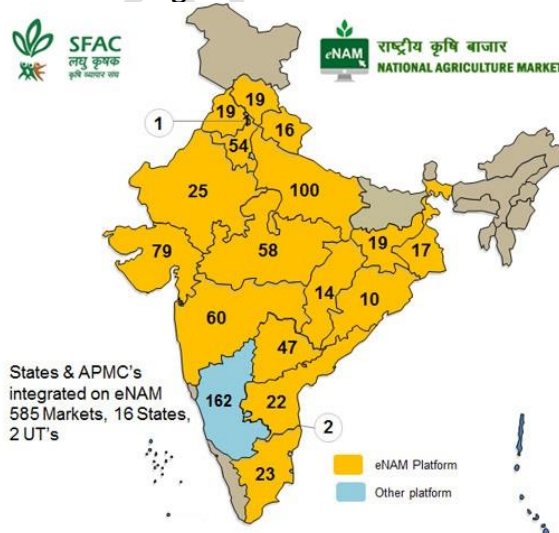 SFAC
लघु कृषक
कृषि व्यापार संघ
eNAM
राष्ट्रीय कृषि बाजार
NATIONAL AGRICULTURE MARKET
19
19
1
16
54
25
100
79
58
19
17
14
10
60
47
States & APMC's
integrated on eNAM
585 Markets, 16 States,
2 UT's
162
22
2
23
eNAM Platform
Other platform